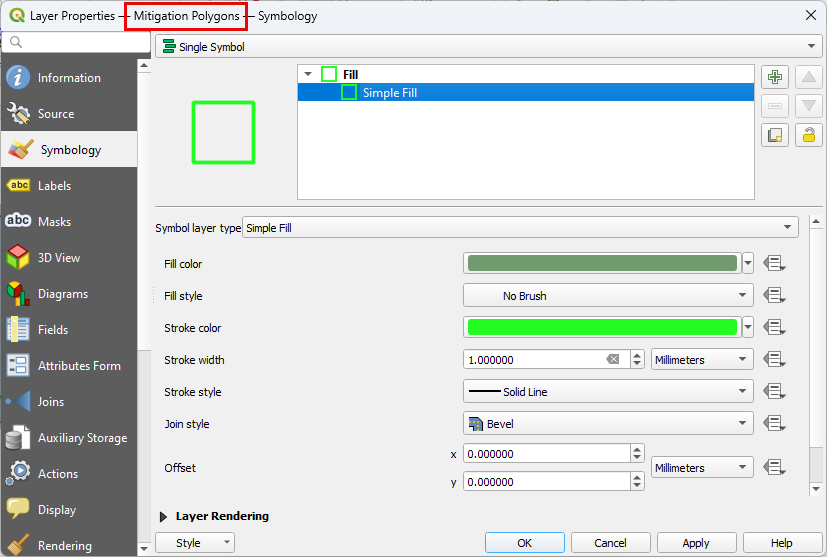 Layer Properties — Mitigation Polygons — Symbology
Single Symbol
Information
Source
Symbology
abc Labels
abc Masks
3D View
Diagrams
Fields
Attributes Form
Joins
Auxiliary Storage
Actions
Display
Rendering
Fill
Simple Fill
Symbol layer type Simple Fill
Fill color
Fill style No Brush
Stroke color
Stroke width 1.000000 Millimeters
Stroke style Solid Line
Join style Bevel
Offset x 0.000000 Millimeters
y 0.000000
Layer Rendering
Style OK Cancel Apply Help